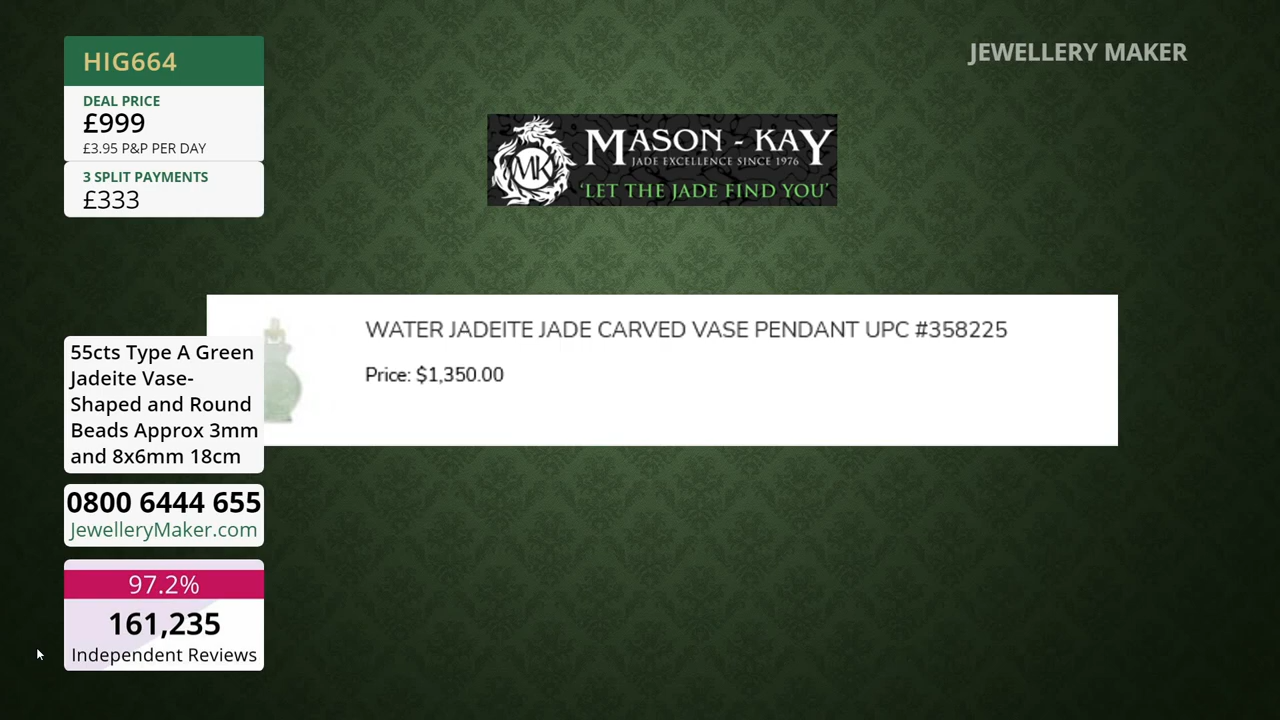 HIG664
DEAL PRICE
£999
£3.95 P&P PER DAY
3 SPLIT PAYMENTS
£333
JEWELLERY MAKER
MK
MASON - KAY
JADE EXCELLENCE SINCE 1976
'LET THE JADE FIND YOU'
WATER JADEITE JADE CARVED VASE PENDANT UPC #358225
Price: $1,350.00
55cts Type A Green
Jadeite Vase-
Shaped and Round
Beads Approx 3mm
and 8x6mm 18cm
0800 6444 655
JewelleryMaker.com
97.2%
161,235
Independent Reviews